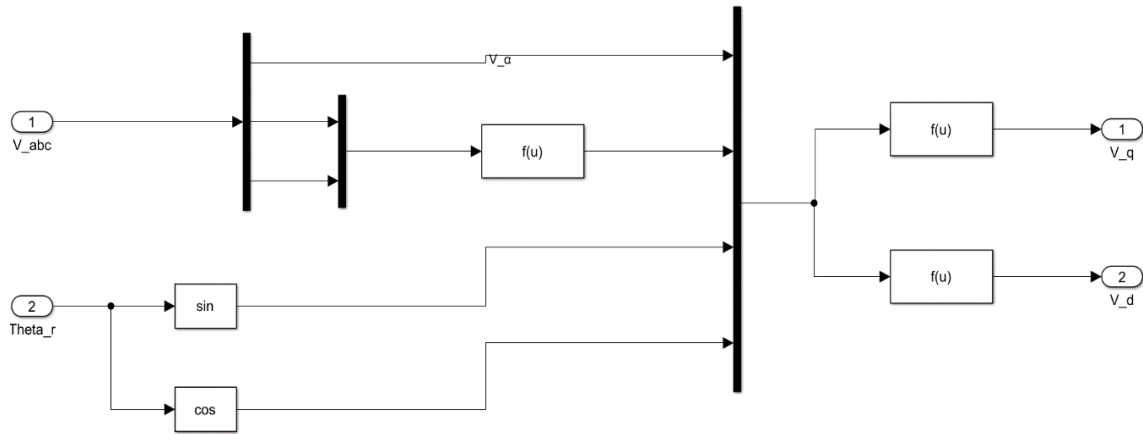 V_α
1
V_abc
f(u)
f(u)
1
V_q
2
Theta_r
sin
cos
f(u)
2
V_d